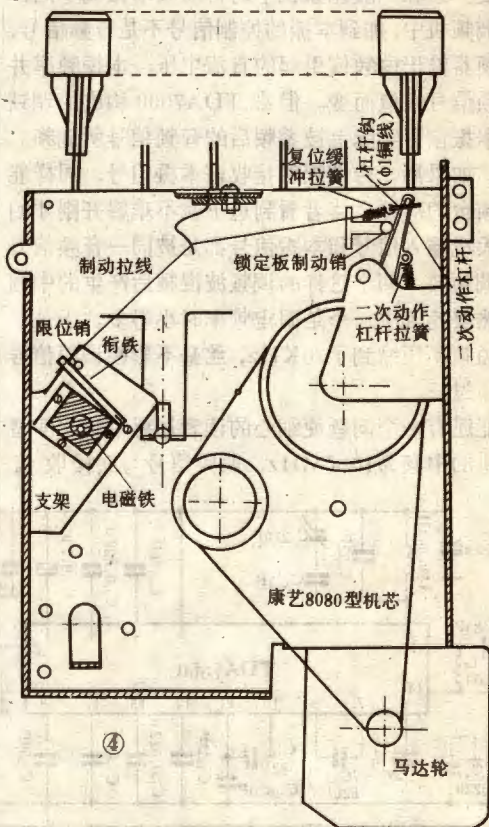 复位缓
冲拉簧
杠杆钩
(φ1铜线)
制动拉线
锁定板制动销
二次动作杠杆
限位销
衔铁
二次动作
杠杆拉簧
支架
电磁铁
康艺8080型机芯
④
马达轮